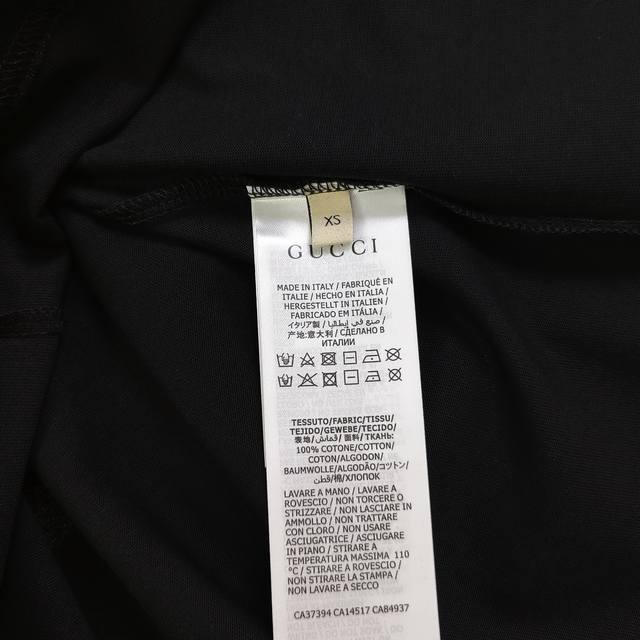 XS
GUCCI
MADE IN ITALY / FABRIQUÉ EN
ITALIE / HECHO EN ITALIA /
HERGESTELLT IN ITALIEN /
FABRICADO EM ITÁLIA /
イタリア製 / صنع في إيطاليا /
产地:意大利 / СДЕЛАНО В
ИТАЛИИ
TESSUTO/FABRIC/TISSU/
TEJIDO/GEWEBE/TECIDO/
表地/قماش/ 面料/ ТКАНЬ:
100% COTONE/COTTON/
COTON/ALGODON/
BAUMWOLLE/ALGODÃO/コットン/
قطن/棉/ХЛОПОК
LAVARE A MANO / LAVARE A
ROVESCIO / NON TORCERE O
STRIZZARE / NON LASCIARE IN
AMMOLLO / NON TRATTARE
CON CLORO / NON USARE
ASCIUGATRICE / ASCIUGARE
IN PIANO / STIRARE A
TEMPERATURA MASSIMA 110
°C / STIRARE A ROVESCIO /
NON STIRARE LA STAMPA /
NON LAVARE A SECCO
CA37394 CA14517 CA84937